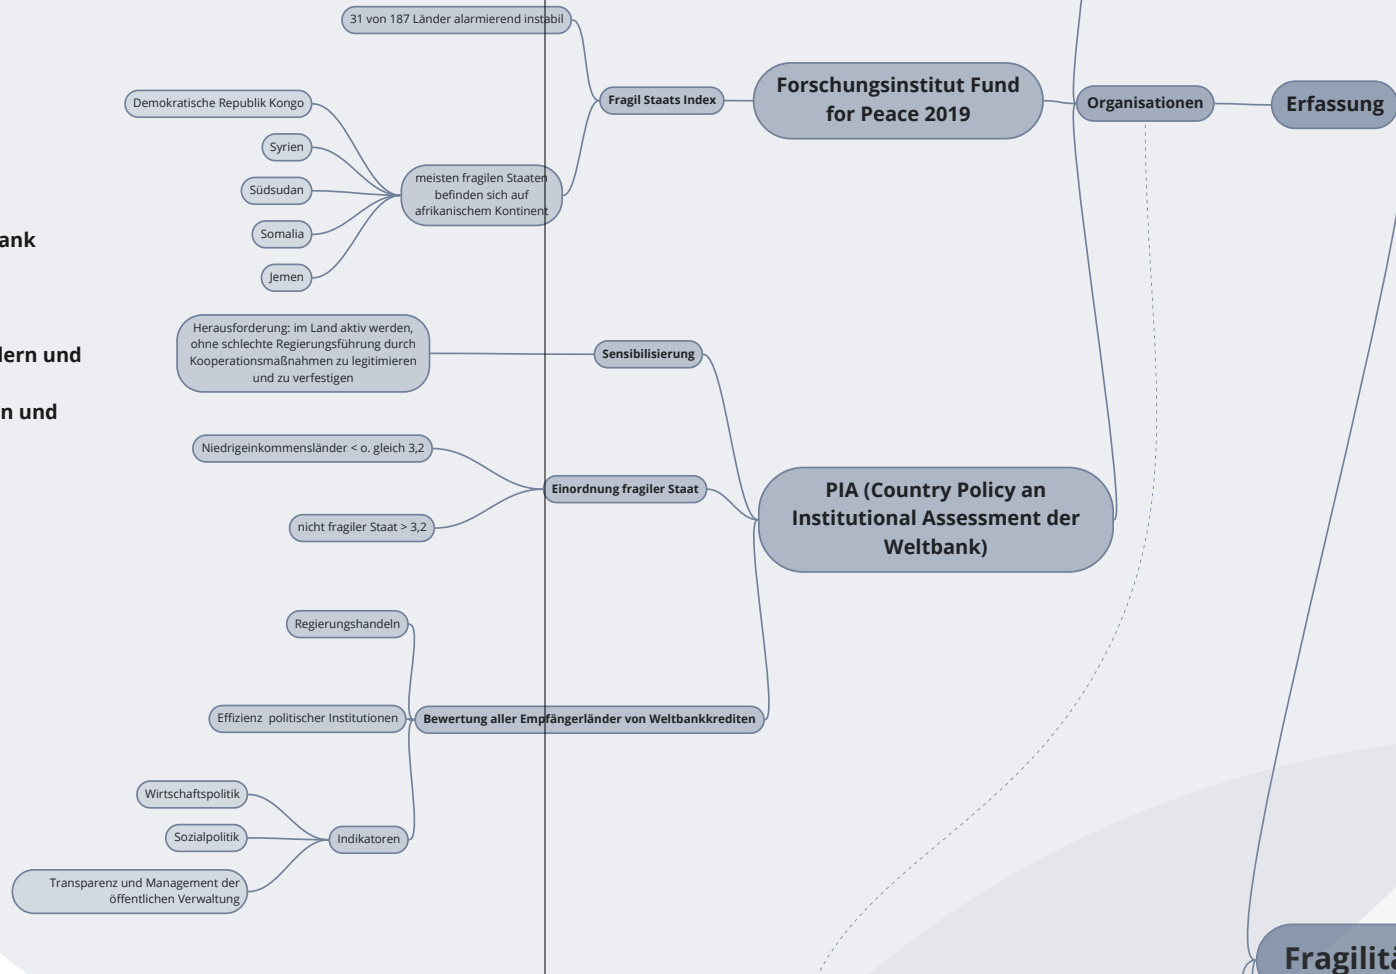 31 von 187 Länder alarmierend instabil
Forschungsinstitut Fund
for Peace 2019
Fragil Staats Index
Organisationen
Erfassung
Demokratische Republik Kongo
Syrien
Südsudan
Somalia
Jemen
meisten fragilen Staaten
befinden sich auf
afrikanischem Kontinent
ank
Herausforderung: im Land aktiv werden,
ohne schlechte Regierungsführung durch
Kooperationsmaßnahmen zu legitimieren
und zu verfestigen
Sensibilisierung
lern und
n und
Niedrigeinkommensländer < o. gleich 3,2
Einordnung fragiler Staat
nicht fragiler Staat > 3,2
PIA (Country Policy an
Institutional Assessment der
Weltbank)
Regierungshandeln
Effizienz  politischer Institutionen
Bewertung aller Empfängerländer von Weltbankkrediten
Wirtschaftspolitik
Sozialpolitik
Transparenz und Management der
öffentlichen Verwaltung
Indikatoren
Fragilitä